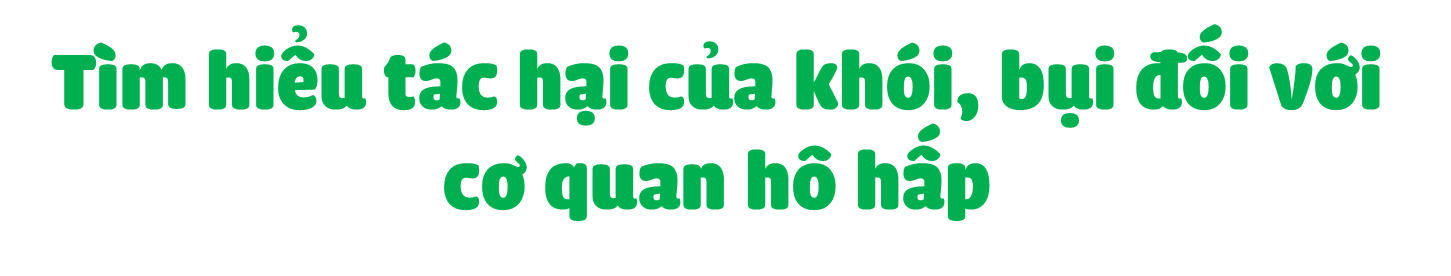 Tìm hiểu tác hại của khói, bụi đối với
cơ quan hô hấp